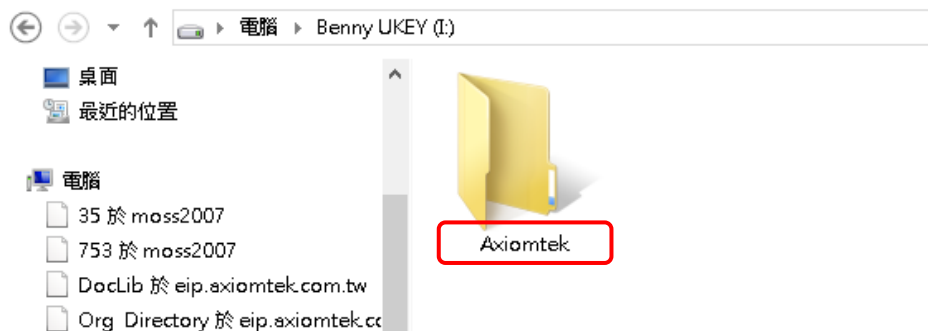 電腦 Benny UKEY (I:)
桌面
最近的位置
電腦
35 於 moss2007
753 於 moss2007
DocLib 於 eip.axiomtek.com.tw
Org Directory 於 eip.axiomtek.cc
Axiomtek